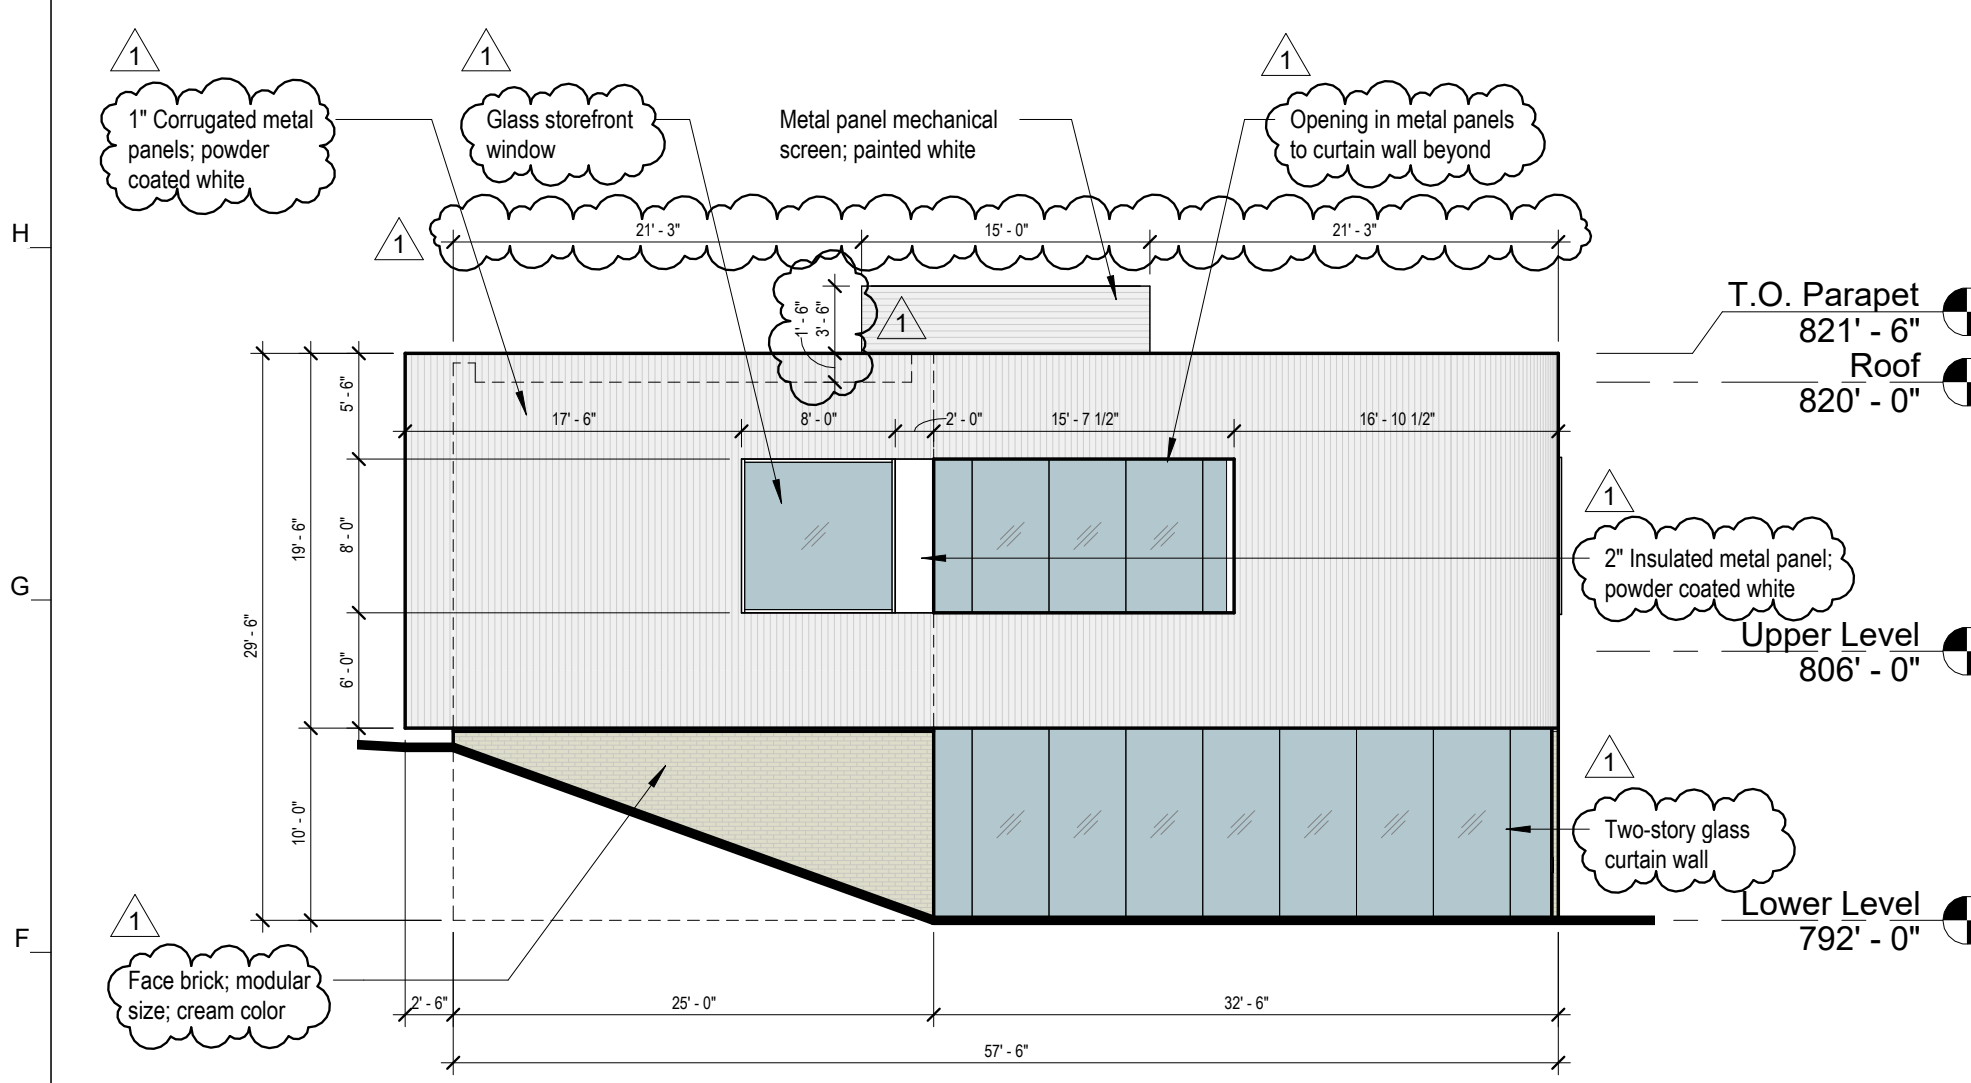 1
1
1
1" Corrugated metal
panels; powder
coated white
Glass storefront
window
Metal panel mechanical
screen; painted white
Opening in metal panels
to curtain wall beyond
H
1
21' - 3"
15' - 0"
21' - 3"
1' - 6"
3' - 6"
1
T.O. Parapet
821' - 6"
Roof
820' - 0"
5' - 6"
17' - 6"
8' - 0"
2' - 0"
15' - 7 1/2"
16' - 10 1/2"
8' - 0"
19' - 6"
1
2" Insulated metal panel;
powder coated white
G
29' - 6"
6' - 0"
Upper Level
806' - 0"
1
10' - 0"
Two-story glass
curtain wall
1
F
Lower Level
792' - 0"
Face brick; modular
size; cream color
2' - 6"
25' - 0"
32' - 6"
57' - 6"